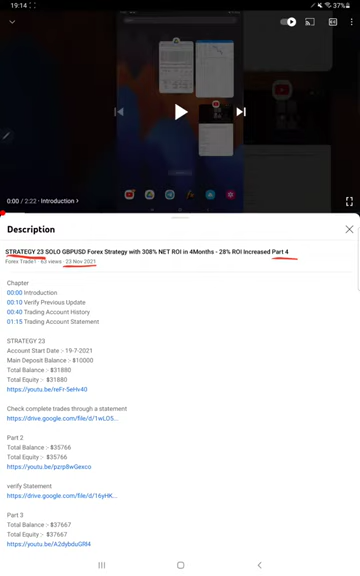 19:14
37%
0:00 / 2:22 · Introduction >
Description
STRATEGY 23 SOLO GBPUSD Forex Strategy with 308% NET ROI in 4Months - 28% ROI Increased Part 4
Forex Trade1 · 63 views · 23 Nov 2021
Chapter
00:00 Introduction
00:10 Verify Previous Update
00:40 Trading Account History
01:15 Trading Account Statement
STRATEGY 23
Account Start Date :- 19-7-2021
Main Deposit Balance :- $10000
Total Balance :- $31880
Total Equity :- $31880
https://youtu.be/reFr-5eHv40
Check complete trades through a statement
https://drive.google.com/file/d/1wLO5...
Part 2
Total Balance :- $35766
Total Equity :- $35766
https://youtu.be/pzrp8wGexco
verify Statement
https://drive.google.com/file/d/16yHK...
Part 3
Total Balance :- $37667
Total Equity :- $37667
https://youtu.be/A2dybduGRl4